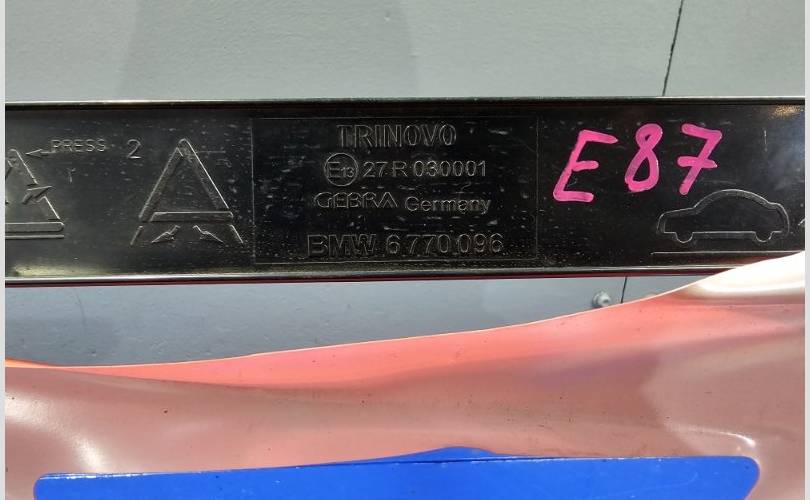 PRESS 2
TRINOVO
E13 27 R 030001
GEBRA Germany
BMW 6 770 096
E87